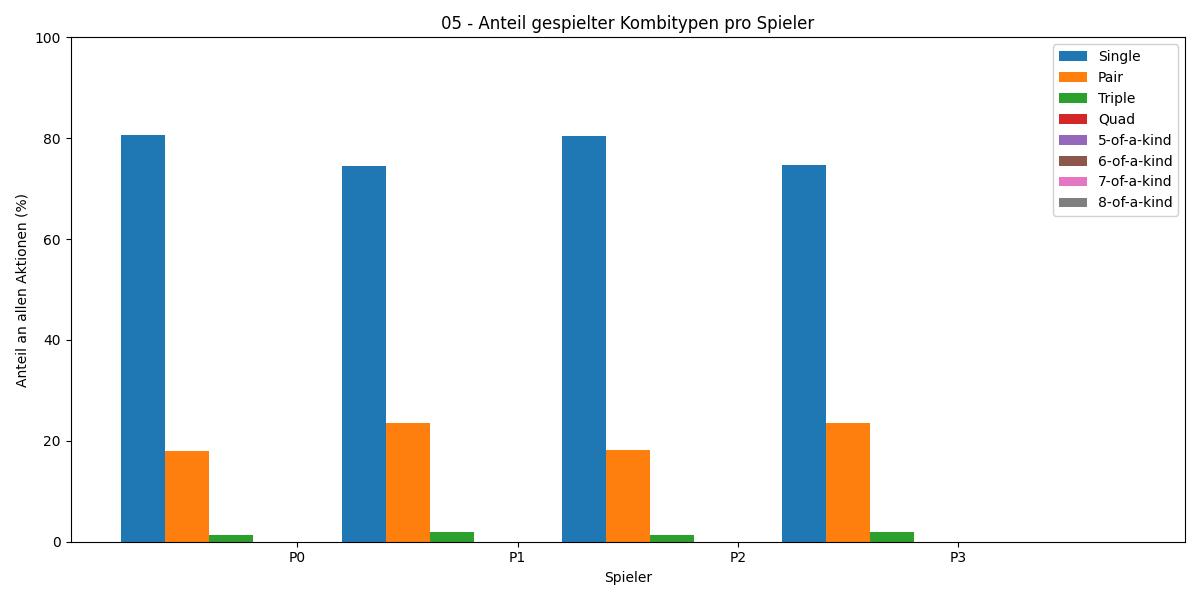 05 - Anteil gespielter Kombitypen pro Spieler
Anteil an allen Aktionen (%)
100
80
60
40
20
0
Single
Pair
Triple
Quad
5-of-a-kind
6-of-a-kind
7-of-a-kind
8-of-a-kind
P0 P1 P2 P3
Spieler